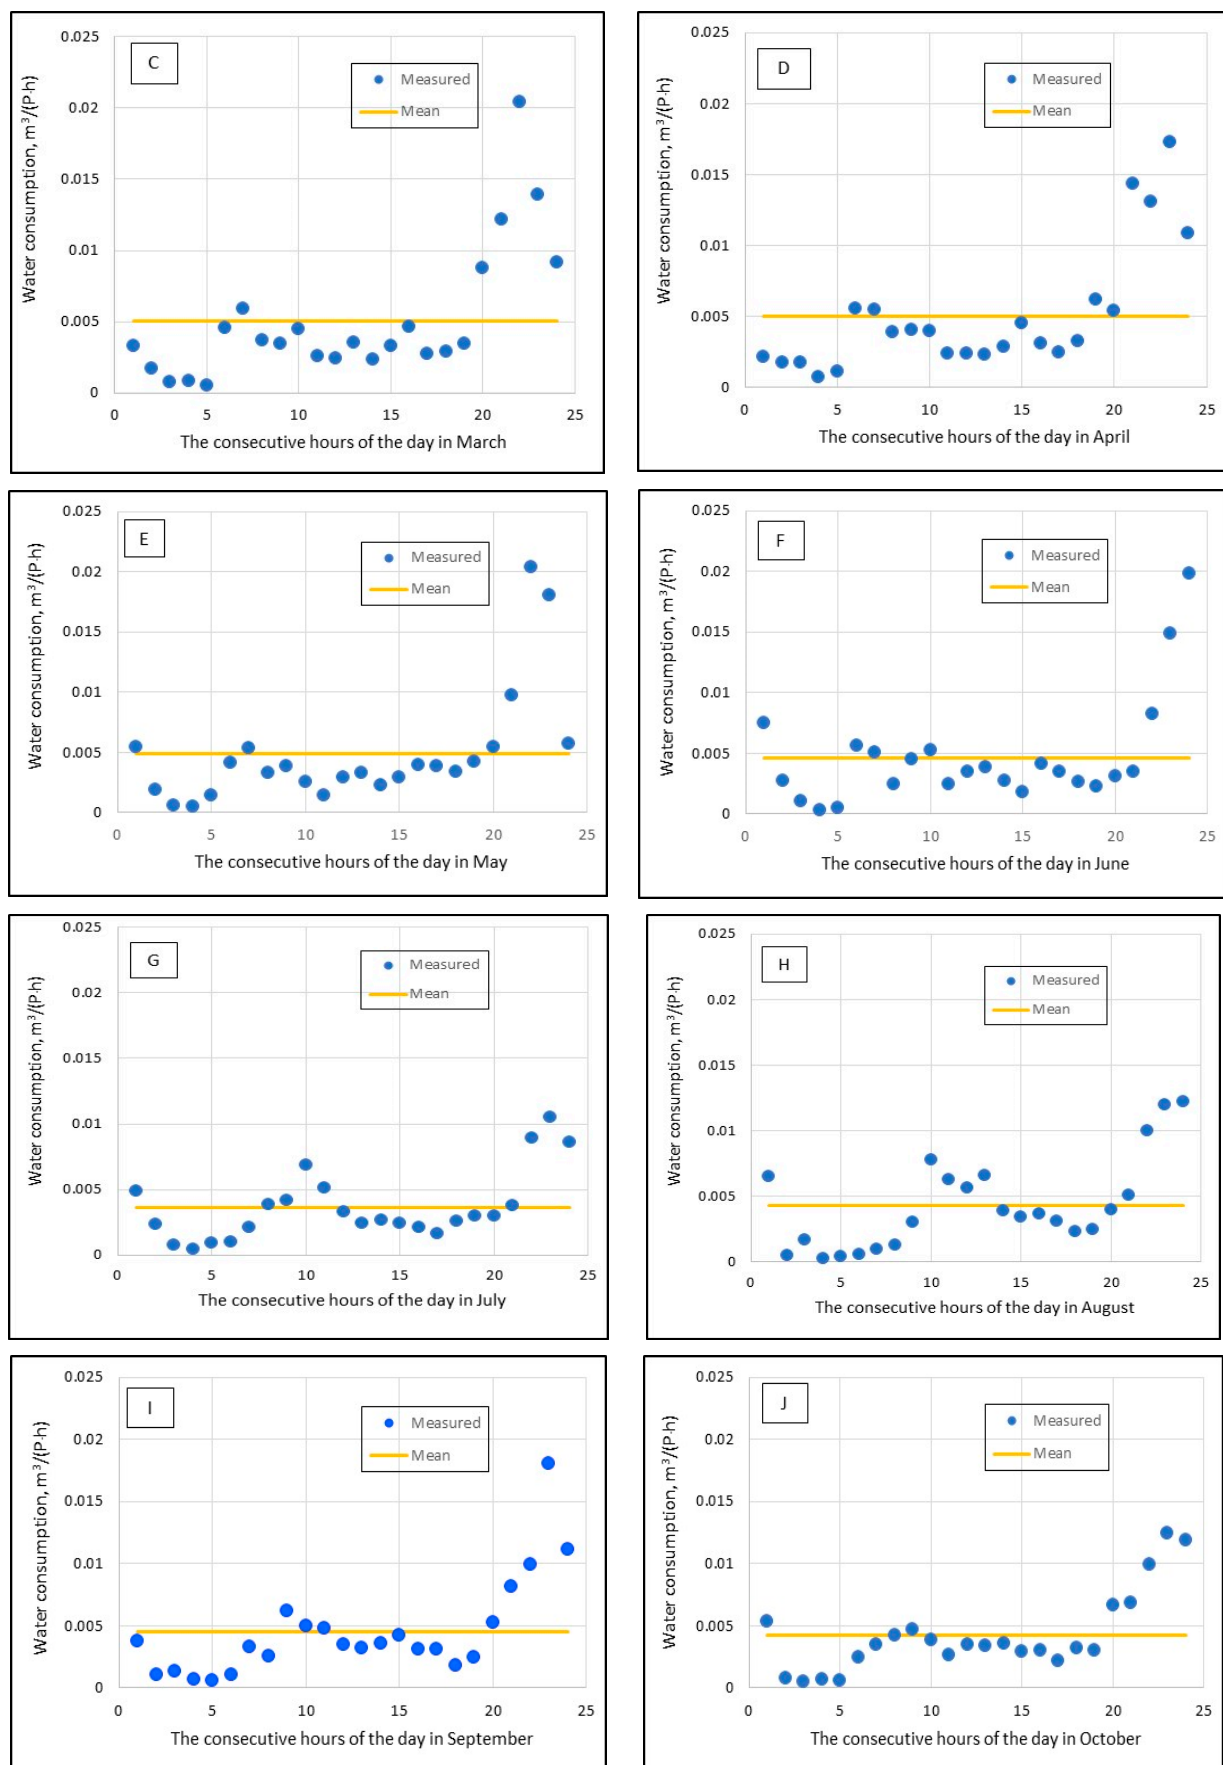 C
Measured
Mean
Water consumption, m³/(P·h)
0.025
0.02
0.015
0.01
0.005
0
0 5 10 15 20 25
The consecutive hours of the day in March
D
Measured
Mean
Water consumption, m³/(P·h)
0.025
0.02
0.015
0.01
0.005
0
0 5 10 15 20 25
The consecutive hours of the day in April
E
Measured
Mean
Water consumption, m³/(P·h)
0.025
0.02
0.015
0.01
0.005
0
0 5 10 15 20 25
The consecutive hours of the day in May
F
Measured
Mean
Water consumption, m³/(P·h)
0.025
0.02
0.015
0.01
0.005
0
0 5 10 15 20 25
The consecutive hours of the day in June
G
Measured
Mean
Water consumption, m³/(P·h)
0.025
0.02
0.015
0.01
0.005
0
0 5 10 15 20 25
The consecutive hours of the day in July
H
Measured
Mean
Water consumption, m³/(P·h)
0.025
0.02
0.015
0.01
0.005
0
0 5 10 15 20 25
The consecutive hours of the day in August
I
Measured
Mean
Water consumption, m³/(P·h)
0.025
0.02
0.015
0.01
0.005
0
0 5 10 15 20 25
The consecutive hours of the day in September
J
Measured
Mean
Water consumption, m³/(P·h)
0.025
0.02
0.015
0.01
0.005
0
0 5 10 15 20 25
The consecutive hours of the day in October